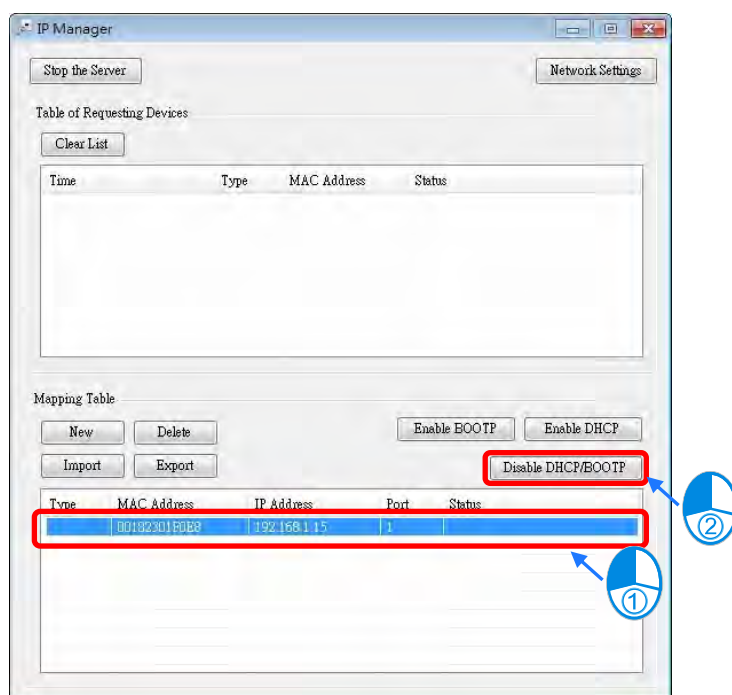 IP Manager
Stop the Server Network Settings
Table of Requesting Devices
Clear List
Time Type MAC Address Status
Mapping Table
New Delete Enable BOOTP Enable DHCP
Import Export Disable DHCP/BOOTP
Type MAC Address IP Address Port Status
192.168.1.15 1
②
①